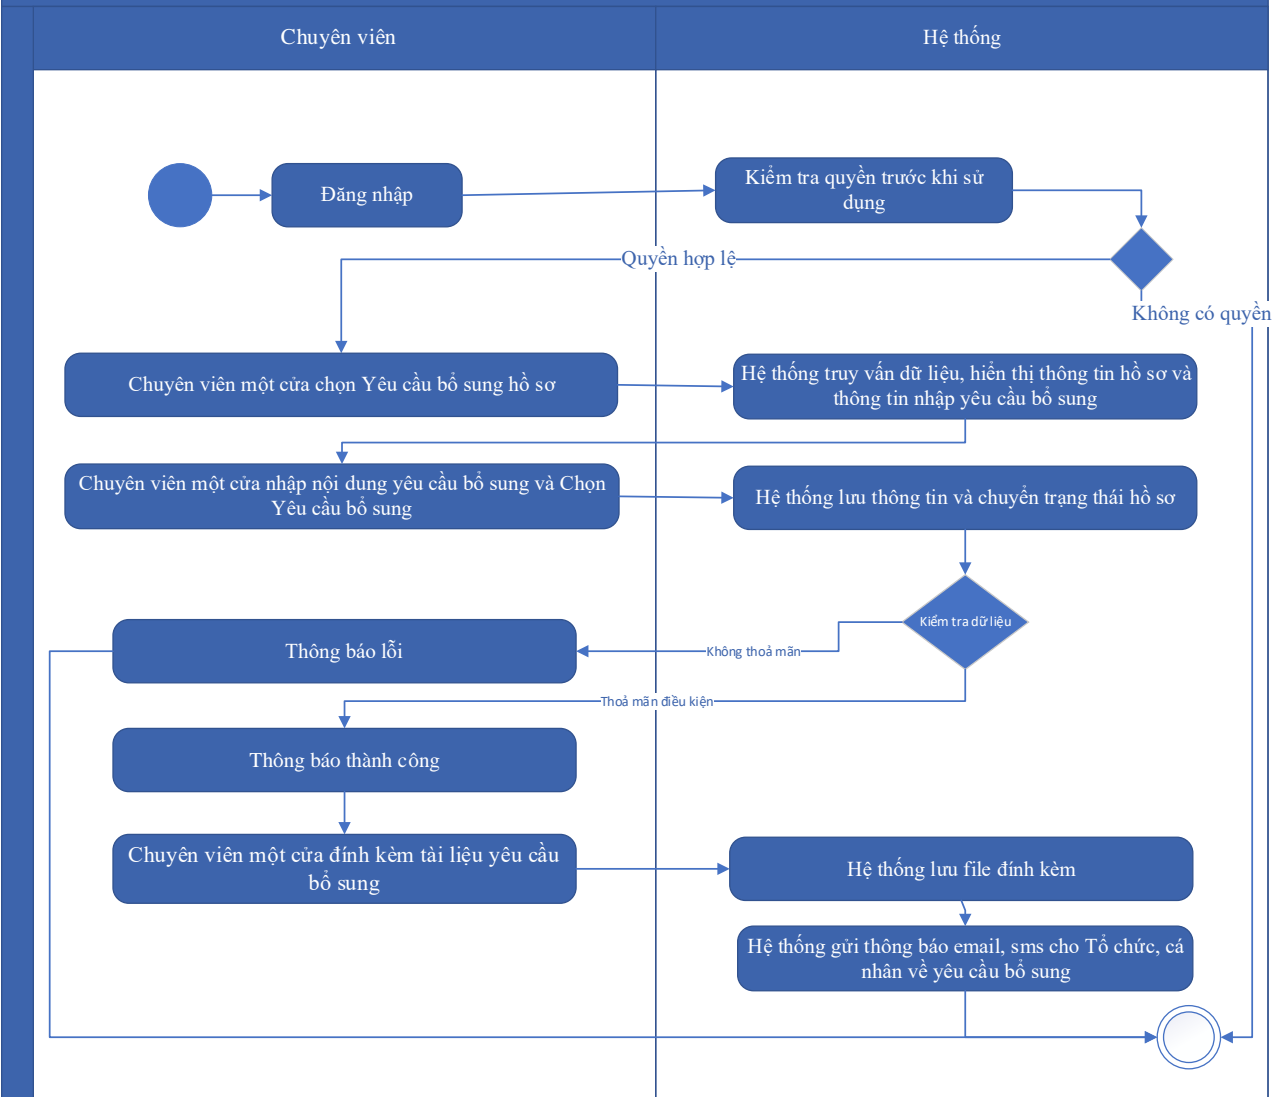 Chuyên viên
Hệ thống
Đăng nhập
Kiểm tra quyền trước khi sử
dụng
Quyền hợp lệ
Không có quyền
Chuyên viên một cửa chọn Yêu cầu bổ sung hồ sơ
Hệ thống truy vấn dữ liệu, hiển thị thông tin hồ sơ và
thông tin nhập yêu cầu bổ sung
Chuyên viên một cửa nhập nội dung yêu cầu bổ sung và Chọn
Yêu cầu bổ sung
Hệ thống lưu thông tin và chuyển trạng thái hồ sơ
Kiểm tra dữ liệu
Thông báo lỗi
Không thoả mãn
Thoả mãn điều kiện
Thông báo thành công
Chuyên viên một cửa đính kèm tài liệu yêu cầu
bổ sung
Hệ thống lưu file đính kèm
Hệ thống gửi thông báo email, sms cho Tổ chức, cá
nhân về yêu cầu bổ sung